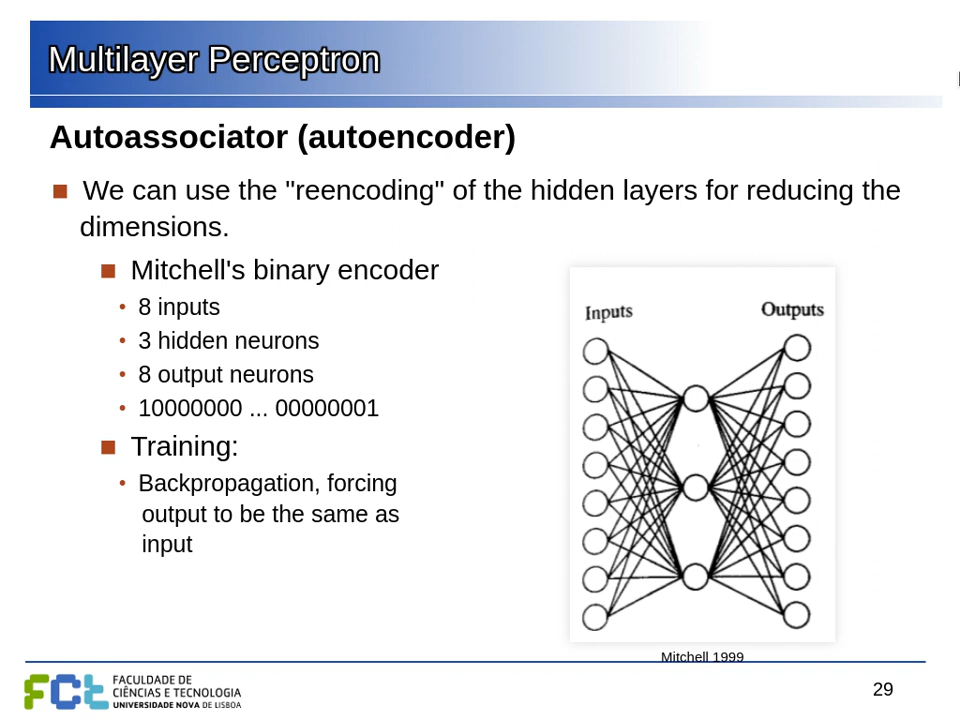 Multilayer Perceptron
Autoassociator (autoencoder)
We can use the "reencoding" of the hidden layers for reducing the
dimensions.
Mitchell's binary encoder
8 inputs
3 hidden neurons
8 output neurons
10000000 ... 00000001
Training:
Backpropagation, forcing
output to be the same as
input
Inputs
Outputs
Mitchell 1999
FCt
FACULDADE DE
CIÊNCIAS E TECNOLOGIA
UNIVERSIDADE NOVA DE LISBOA
29